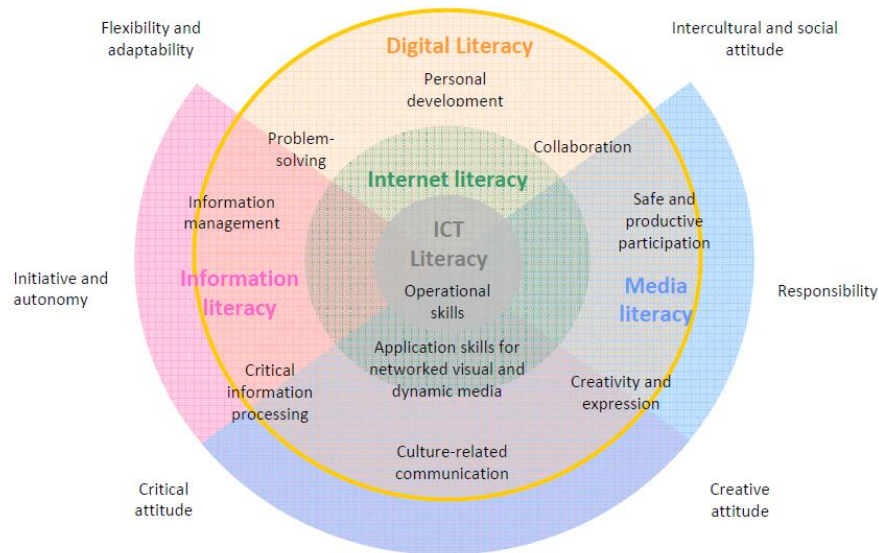 Flexibility and
adaptability
Digital Literacy
Intercultural and social
attitude
Personal
development
Problem-
solving
Collaboration
Internet literacy
Information
management
Safe and
productive
participation
ICT
Literacy
Initiative and
autonomy
Information
literacy
Operational
skills
Media
literacy
Responsibility
Application skills for
networked visual and
dynamic media
Critical
information
processing
Creativity and
expression
Culture-related
communication
Critical
attitude
Creative
attitude